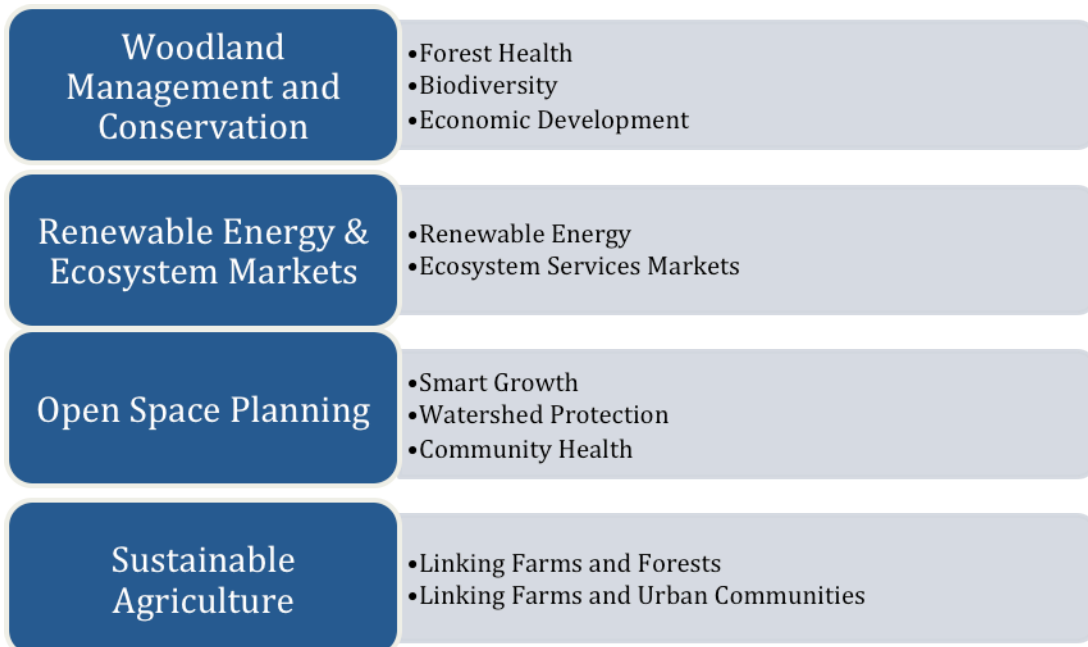 Woodland
Management and
Conservation
•Forest Health
•Biodiversity
•Economic Development
Renewable Energy &
Ecosystem Markets
•Renewable Energy
•Ecosystem Services Markets
Open Space Planning
•Smart Growth
•Watershed Protection
•Community Health
Sustainable
Agriculture
•Linking Farms and Forests
•Linking Farms and Urban Communities